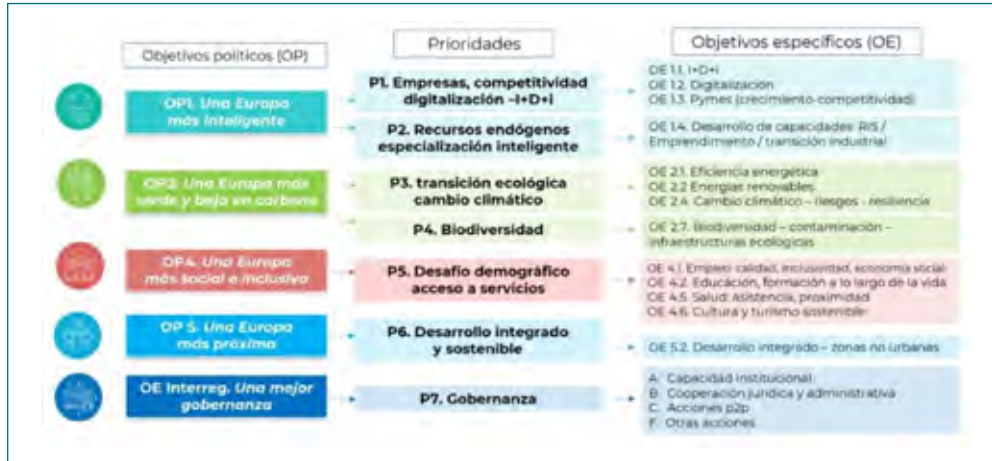 Objetivos políticos (OP)
Prioridades
Objetivos específicos (OE)
OP1. Una Europa
más inteligente
P1. Empresas, competitividad
digitalización –I+D+i
OE 1.1. I+D+i
OE 1.2. Digitalización
OE 1.3. Pymes (crecimiento-competitividad)
P2. Recursos endógenos
especialización inteligente
OE 1.4. Desarrollo de capacidades: RIS /
Emprendimiento / transición industrial
OP2. Una Europa más
verde y baja en carbono
P3. transición ecológica
cambio climático
OE 2.1. Eficiencia energética
OE 2.2 Energías renovables
OE 2.4. Cambio climático – riesgos - resiliencia
P4. Biodiversidad
OE 2.7. Biodiversidad – contaminación –
infraestructuras ecológicas
OP4. Una Europa
más social e inclusiva
P5. Desafío demográfico
acceso a servicios
OE 4.1. Empleo calidad, inclusividad, economía social
OE 4.2. Educación, formación a lo largo de la vida
OE 4.5. Salud: asistencia, proximidad
OE 4.6. Cultura y turismo sostenible
OP 5. Una Europa
más próxima
P6. Desarrollo integrado
y sostenible
OE 5.2. Desarrollo integrado – zonas no urbanas
OE Interreg. Una mejor
gobernanza
P7. Gobernanza
A. Capacidad institucional
B. Cooperación jurídica y administrativa
C. Acciones p2p
F. Otras acciones